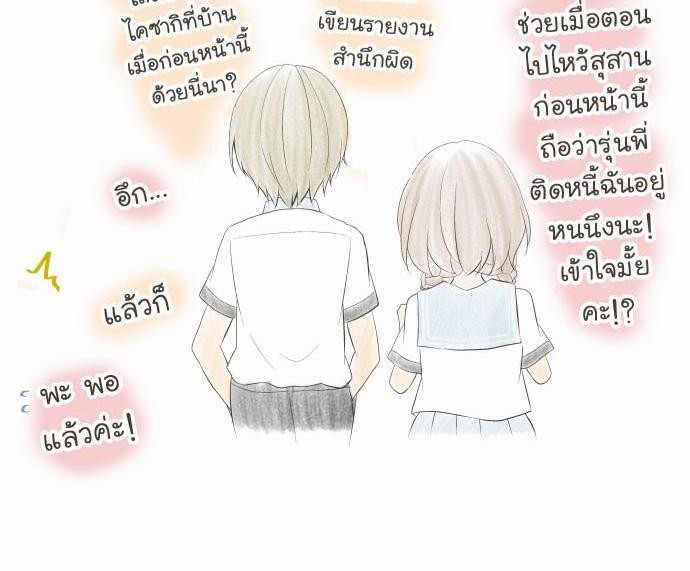 ไคซากิที่บ้าน
เมื่อก่อนหน้านี้
ด้วยนี่นา?
เขียนรายงาน
สำนึกผิด
ช่วยเมื่อตอน
ไปไหว้สุสาน
ก่อนหน้านี้
ถือว่ารุ่นพี่
ติดหนี้ฉันอยู่
หนนึงนะ!
เข้าใจมั้ย
คะ!?
อึก...
แล้วก็
พะ พอ
แล้วค่ะ!